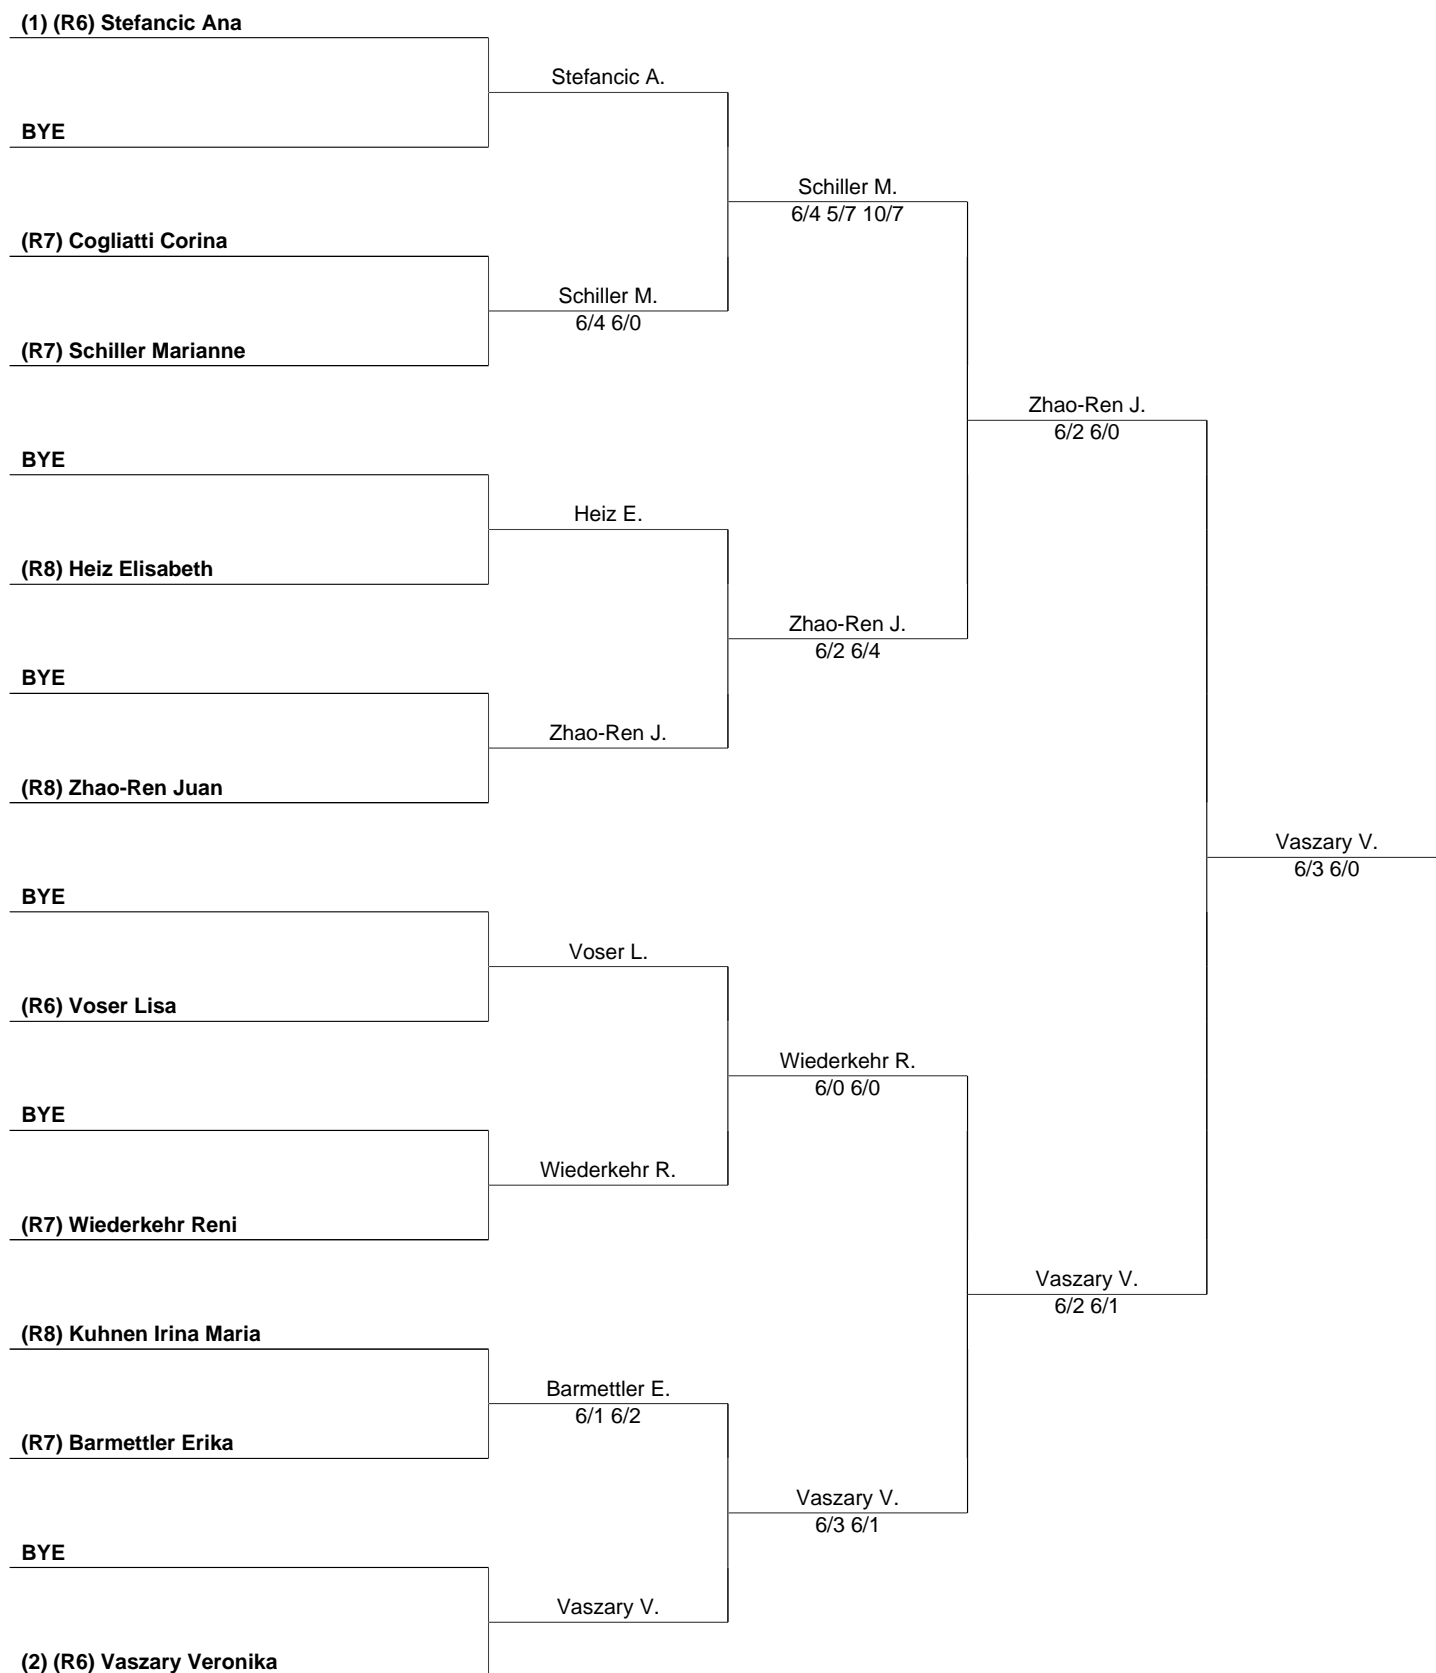 (1) (R6) Stefancic Ana
Stefancic A.
BYE
Schiller M.
6/4 5/7 10/7
(R7) Cogliatti Corina
Schiller M.
6/4 6/0
(R7) Schiller Marianne
Zhao-Ren J.
6/2 6/0
BYE
Heiz E.
(R8) Heiz Elisabeth
Zhao-Ren J.
6/2 6/4
BYE
Zhao-Ren J.
(R8) Zhao-Ren Juan
Vaszary V.
6/3 6/0
BYE
Voser L.
(R6) Voser Lisa
Wiederkehr R.
6/0 6/0
BYE
Wiederkehr R.
(R7) Wiederkehr Reni
Vaszary V.
6/2 6/1
(R8) Kuhnen Irina Maria
Barmettler E.
6/1 6/2
(R7) Barmettler Erika
Vaszary V.
6/3 6/1
BYE
Vaszary V.
(2) (R6) Vaszary Veronika